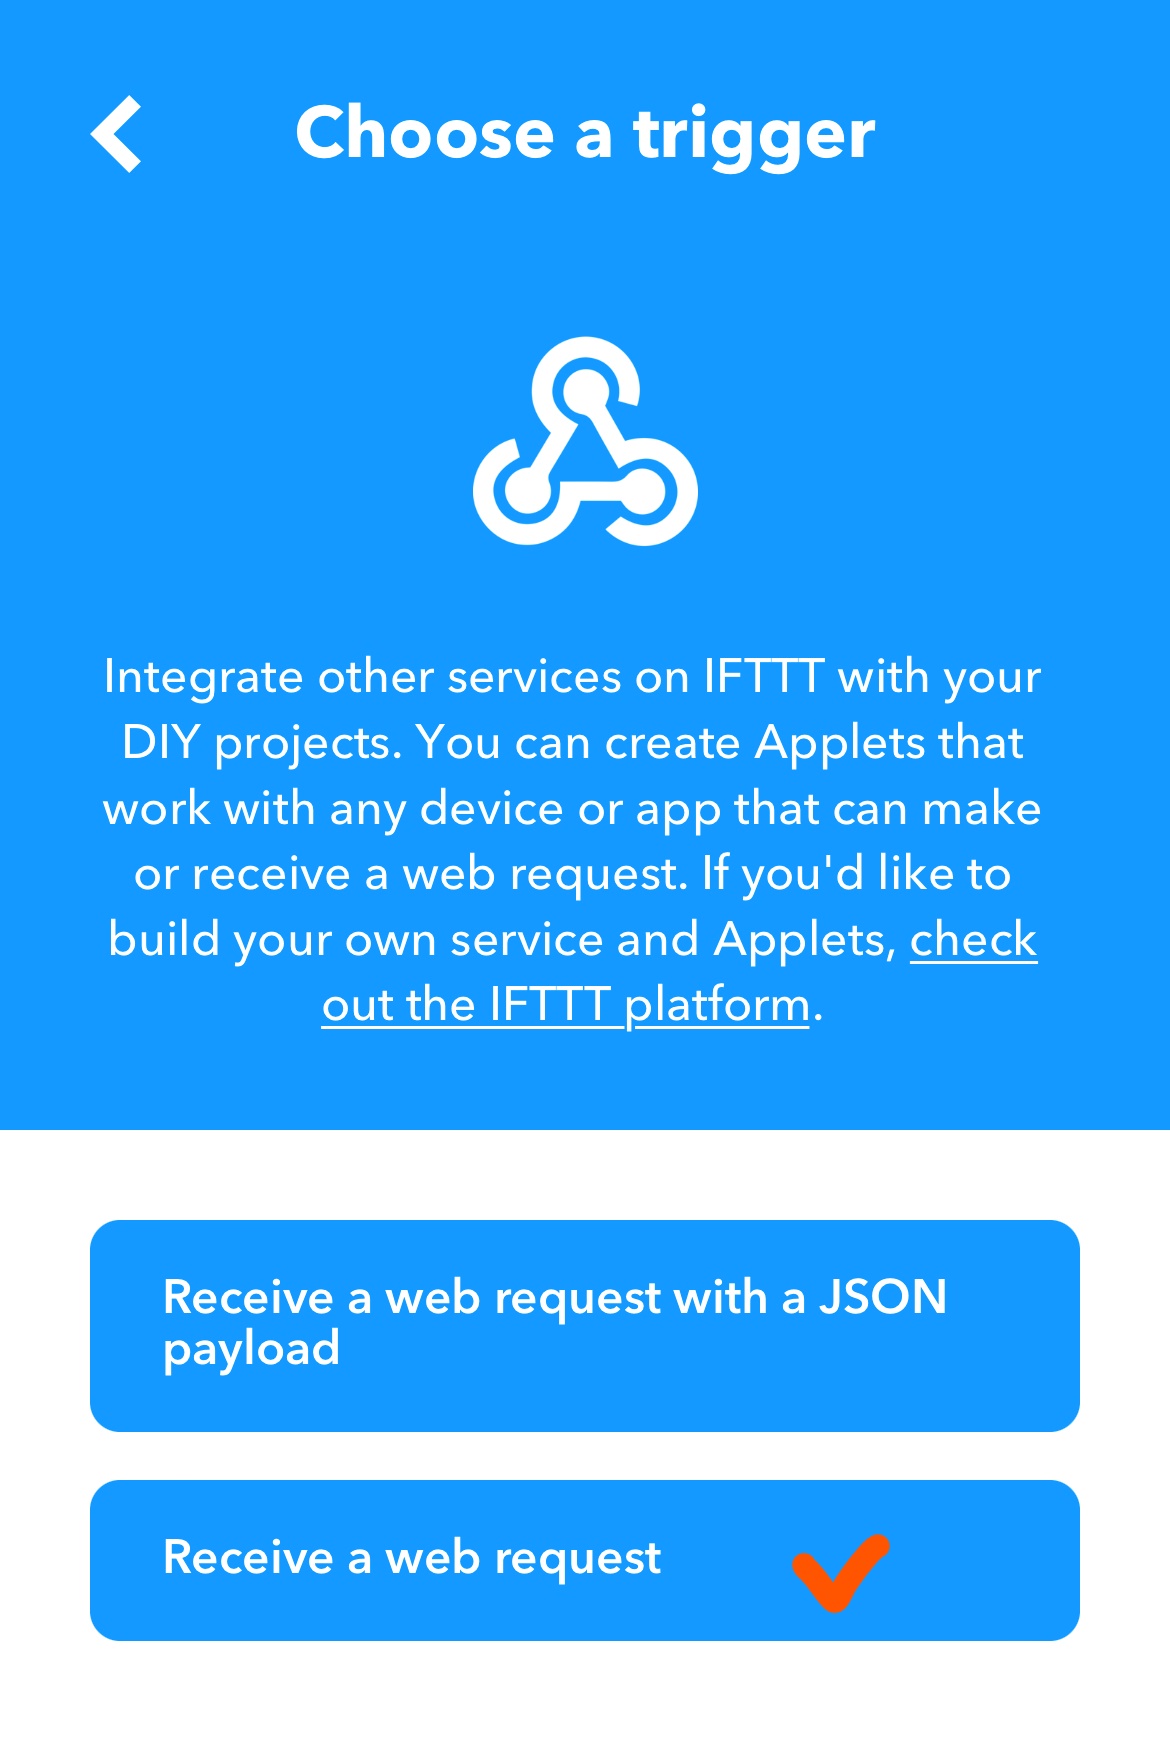 Choose a trigger
Integrate other services on IFTTT with your
DIY projects. You can create Applets that
work with any device or app that can make
or receive a web request. If you'd like to
build your own service and Applets, check
out the IFTTT platform.
Receive a web request with a JSON
payload
Receive a web request